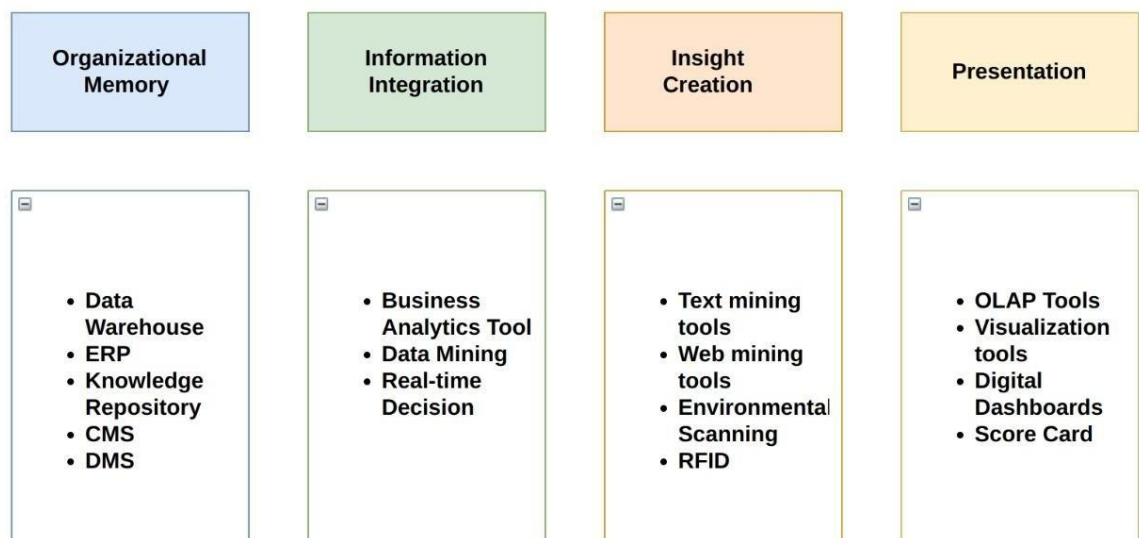 Organizational
Memory
Information
Integration
Insight
Creation
Presentation
• Data
Warehouse
• ERP
• Knowledge
Repository
• CMS
• DMS
• Business
Analytics Tool
• Data Mining
• Real-time
Decision
• Text mining
tools
• Web mining
tools
• Environmental
Scanning
• RFID
• OLAP Tools
• Visualization
tools
• Digital
Dashboards
• Score Card